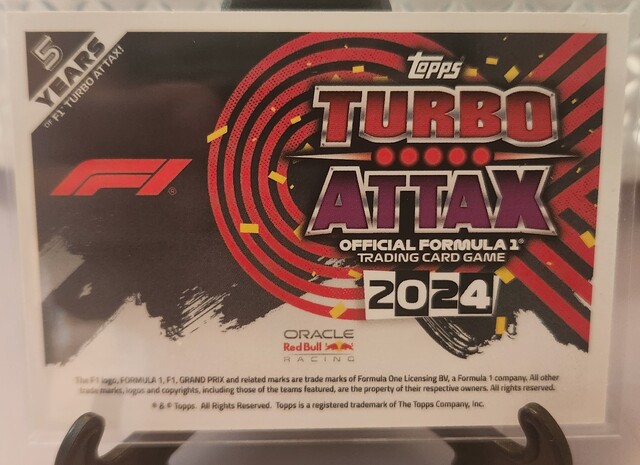 5
YEARS
OF F1® TURBO ATTAX!
Topps
TURBO
ATTAX
OFFICIAL FORMULA 1®
TRADING CARD GAME
2024
F1®
ORACLE
Red Bull
RACING
The F1 logo, FORMULA 1, F1, GRAND PRIX and related marks are trade marks of Formula One Licensing BV, a Formula 1 company. All other
trade marks, logos and copyrights, including those of the teams featured, are the property of their respective owners. All rights reserved.
® & © Topps. All Rights Reserved. Topps is a registered trademark of The Topps Company, Inc.